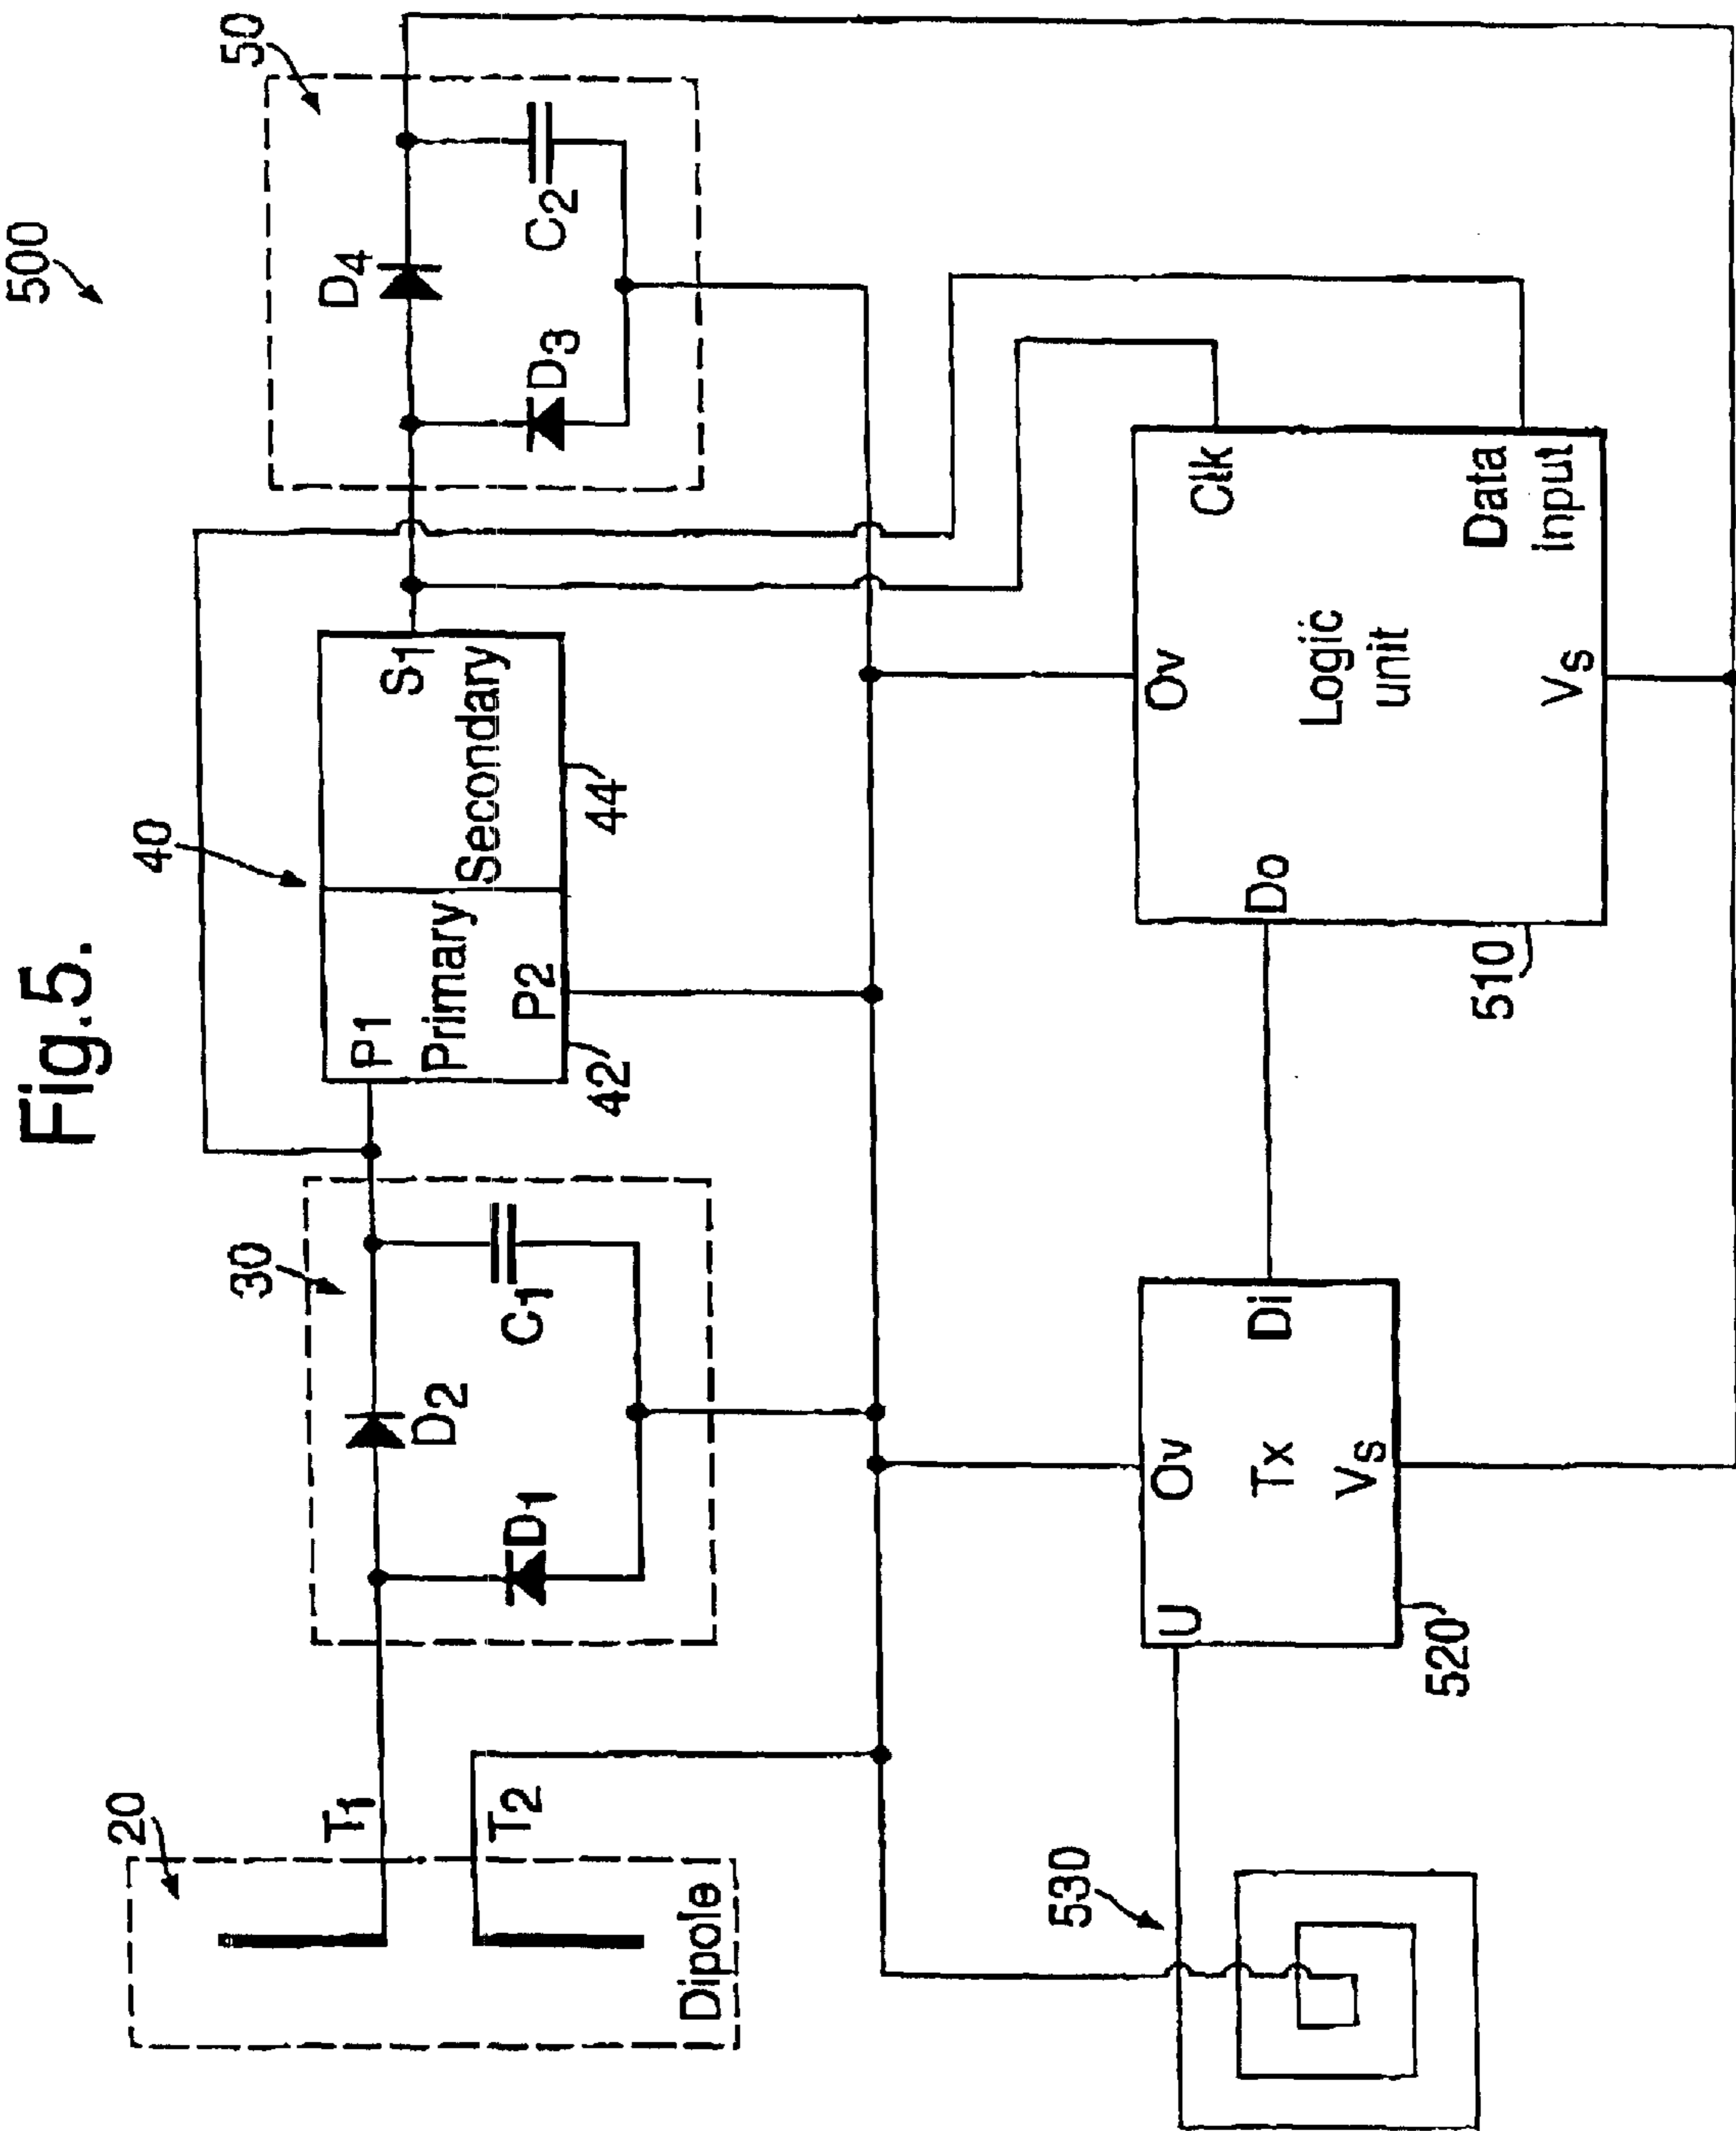 Fig.5.
500
20
T1
T2
Dipole
30
D2
D1
C1
40
P1
Primary
P2
S1
Secondary
42
44
50
D4
D3
C2
530
U
Ov
Tx
Vs
Di
520
Do
Ov
Logic
unit
Clk
Data
Input
Vs
510